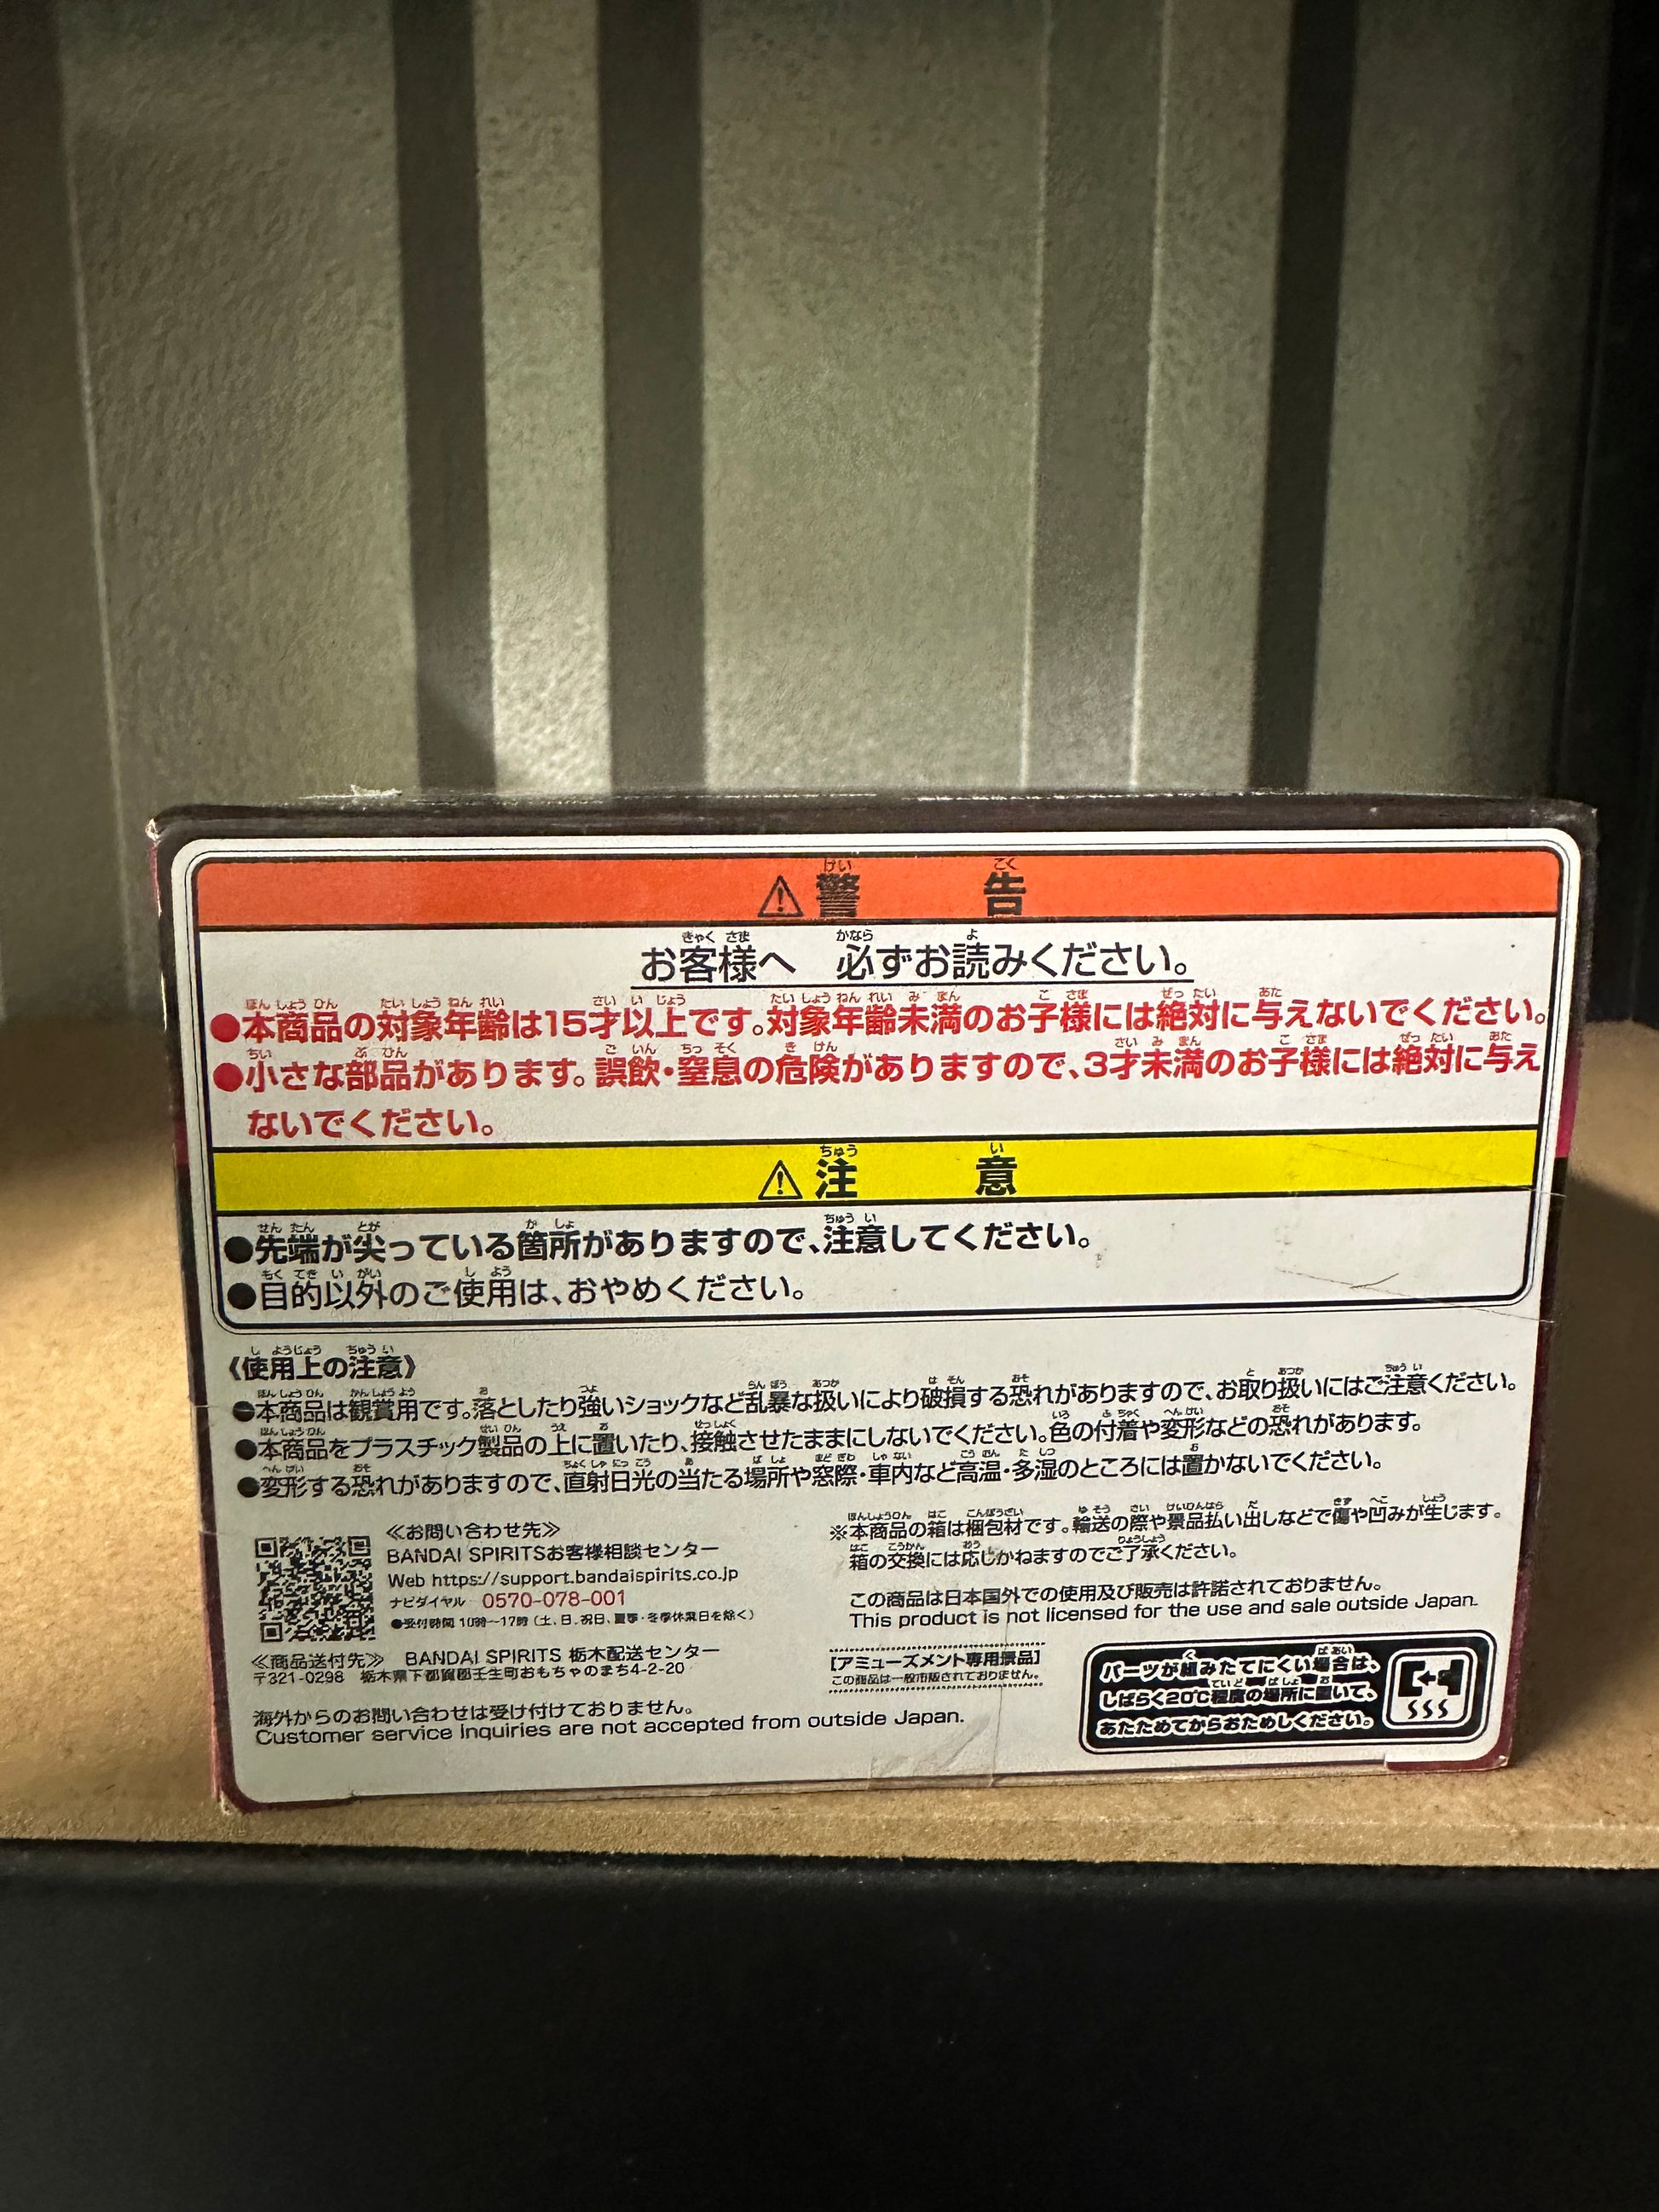 ⚠警告
お客様へ 必ずお読みください。
●本商品の対象年齢は15才以上です。対象年齢未満のお子様には絶対に与えないでください。
●小さな部品があります。誤飲・窒息の危険がありますので、3才未満のお子様には絶対に与え
ないでください。
⚠注意
●先端が尖っている箇所がありますので、注意してください。
●目的以外のご使用は、おやめください。
《使用上の注意》
●本商品は観賞用です。落としたり強いショックなど乱暴な扱いにより破損する恐れがありますので、お取り扱いにはご注意ください。
●本商品をプラスチック製品の上に置いたり、接触させたままにしないでください。色の付着や変形などの恐れがあります。
●変形する恐れがありますので、直射日光の当たる場所や窓際・車内など高温・多湿のところには置かないでください。
≪お問い合わせ先≫
BANDAI SPIRITSお客様相談センター
Web https://support.bandaispirits.co.jp
ナビダイヤル 0570-078-001
●受付時間 10時〜17時(土、日、祝日、夏季・冬季休業日を除く)
≪商品送付先≫ BANDAI SPIRITS 栃木配送センター
〒321-0298 栃木県下都賀郡壬生町おもちゃのまち4-2-20
海外からのお問い合わせは受け付けておりません。
Customer service inquiries are not accepted from outside Japan.
※本商品の箱は梱包材です。輸送の際や景品払い出しなどで傷や凹みが生じます。
箱の交換には応じかねますのでご了承ください。
この商品は日本国外での使用及び販売は許諾されておりません。
This product is not licensed for the use and sale outside Japan.
[アミューズメント専用景品]
この商品は一般市販されておりません。
パーツが組みたてにくい場合は、
しばらく20℃程度の場所に置いて、
あたためてからおためしください。